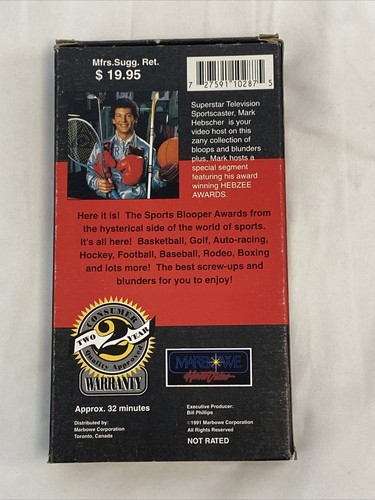 Mfrs.Sugg. Ret.
$ 19.95
7 27591 10287 5
Superstar Television
Sportscaster, Mark
Hebscher is your
video host on this
zany collection of
bloops and blunders
plus, Mark hosts a
special segment
featuring his award
winning HEBZEE
AWARDS.
Here it is! The Sports Blooper Awards from
the hysterical side of the world of sports.
It's all here! Basketball, Golf, Auto-racing,
Hockey, Football, Baseball, Rodeo, Boxing
and lots more! The best screw-ups and
blunders for you to enjoy!
CONSUMER
TWO 2 YEAR
Quality Approved
WARRANTY
MARBOWE
Home Video
Approx. 32 minutes
Distributed by:
Marbowe Corporation
Toronto, Canada
Executive Producer:
Bill Phillips
©1991 Marbowe Corporation
All Rights Reserved
NOT RATED